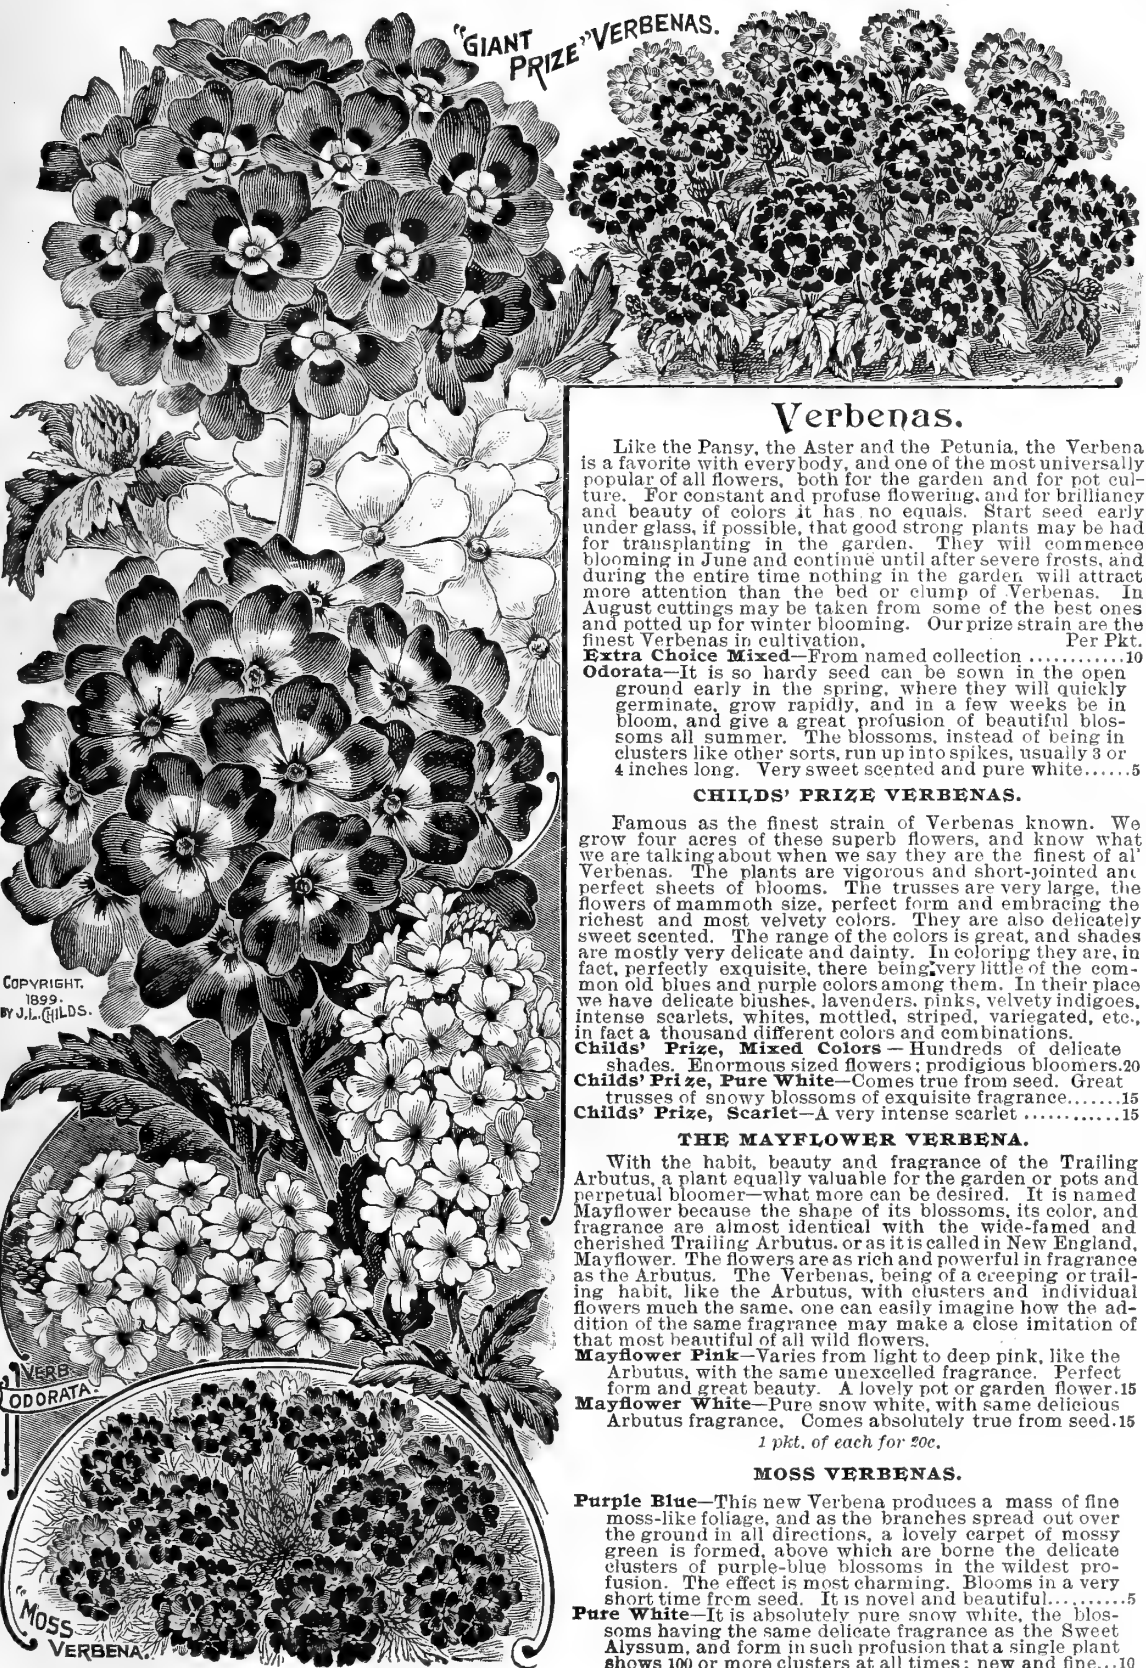 "GIANT PRIZE" VERBENAS.
Verbenas.
Like the Pansy, the Aster and the Petunia, the Verbena
is a favorite with everybody, and one of the most universally
popular of all flowers, both for the garden and for pot cul-
ture. For constant and profuse flowering, and for brilliancy
and beauty of colors it has no equals. Start seed early
under glass, if possible, that good strong plants may be had
for transplanting in the garden. They will commence
blooming in June and continue until after severe frosts, and
during the entire time nothing in the garden will attract
more attention than the bed or clump of Verbenas. In
August cuttings may be taken from some of the best ones
and potted up for winter blooming. Our prize strain are the
finest Verbenas in cultivation. Per Pkt.
Extra Choice Mixed—From named collection ............10
Odorata—It is so hardy seed can be sown in the open
ground early in the spring, where they will quickly
germinate, grow rapidly, and in a few weeks be in
bloom, and give a great profusion of beautiful blos-
soms all summer. The blossoms, instead of being in
clusters like other sorts, run up into spikes, usually 3 or
4 inches long. Very sweet scented and pure white......5
CHILDS' PRIZE VERBENAS.
Famous as the finest strain of Verbenas known. We
grow four acres of these superb flowers, and know what
we are talking about when we say they are the finest of al
Verbenas. The plants are vigorous and short-jointed and
perfect sheets of blooms. The trusses are very large, the
flowers of mammoth size, perfect form and embracing the
richest and most velvety colors. They are also delicately
sweet scented. The range of the colors is great, and shades
are mostly very delicate and dainty. In coloring they are, in
fact, perfectly exquisite, there being very little of the com-
mon old blues and purple colors among them. In their place
we have delicate blushes, lavenders, pinks, velvety indigoes,
intense scarlets, whites, mottled, striped, variegated, etc.,
in fact a thousand different colors and combinations.
Childs' Prize, Mixed Colors — Hundreds of delicate
shades. Enormous sized flowers; prodigious bloomers.20
Childs' Prize, Pure White—Comes true from seed. Great
trusses of snowy blossoms of exquisite fragrance.......15
Childs' Prize, Scarlet—A very intense scarlet ............15
THE MAYFLOWER VERBENA.
With the habit, beauty and fragrance of the Trailing
Arbutus, a plant equally valuable for the garden or pots and
perpetual bloomer—what more can be desired. It is named
Mayflower because the shape of its blossoms, its color, and
fragrance are almost identical with the wide-famed and
cherished Trailing Arbutus, or as it is called in New England,
Mayflower. The flowers are as rich and powerful in fragrance
as the Arbutus. The Verbenas, being of a creeping or trail-
ing habit, like the Arbutus, with clusters and individual
flowers much the same, one can easily imagine how the ad-
dition of the same fragrance may make a close imitation of
that most beautiful of all wild flowers.
Mayflower Pink—Varies from light to deep pink, like the
Arbutus, with the same unexcelled fragrance. Perfect
form and great beauty. A lovely pot or garden flower.15
Mayflower White—Pure snow white, with same delicious
Arbutus fragrance. Comes absolutely true from seed.15
1 pkt. of each for 20c.
MOSS VERBENAS.
Purple Blue—This new Verbena produces a mass of fine
moss-like foliage, and as the branches spread out over
the ground in all directions, a lovely carpet of mossy
green is formed, above which are borne the delicate
clusters of purple-blue blossoms in the wildest pro-
fusion. The effect is most charming. Blooms in a very
short time from seed. It is novel and beautiful..........5
Pure White—It is absolutely pure snow white, the blos-
soms having the same delicate fragrance as the Sweet
Alyssum, and form in such profusion that a single plant
shows 100 or more clusters at all times; new and fine...10
COPYRIGHT.
1899.
BY J.L. CHILDS.
VERB
ODORATA.
"MOSS
VERBENA."